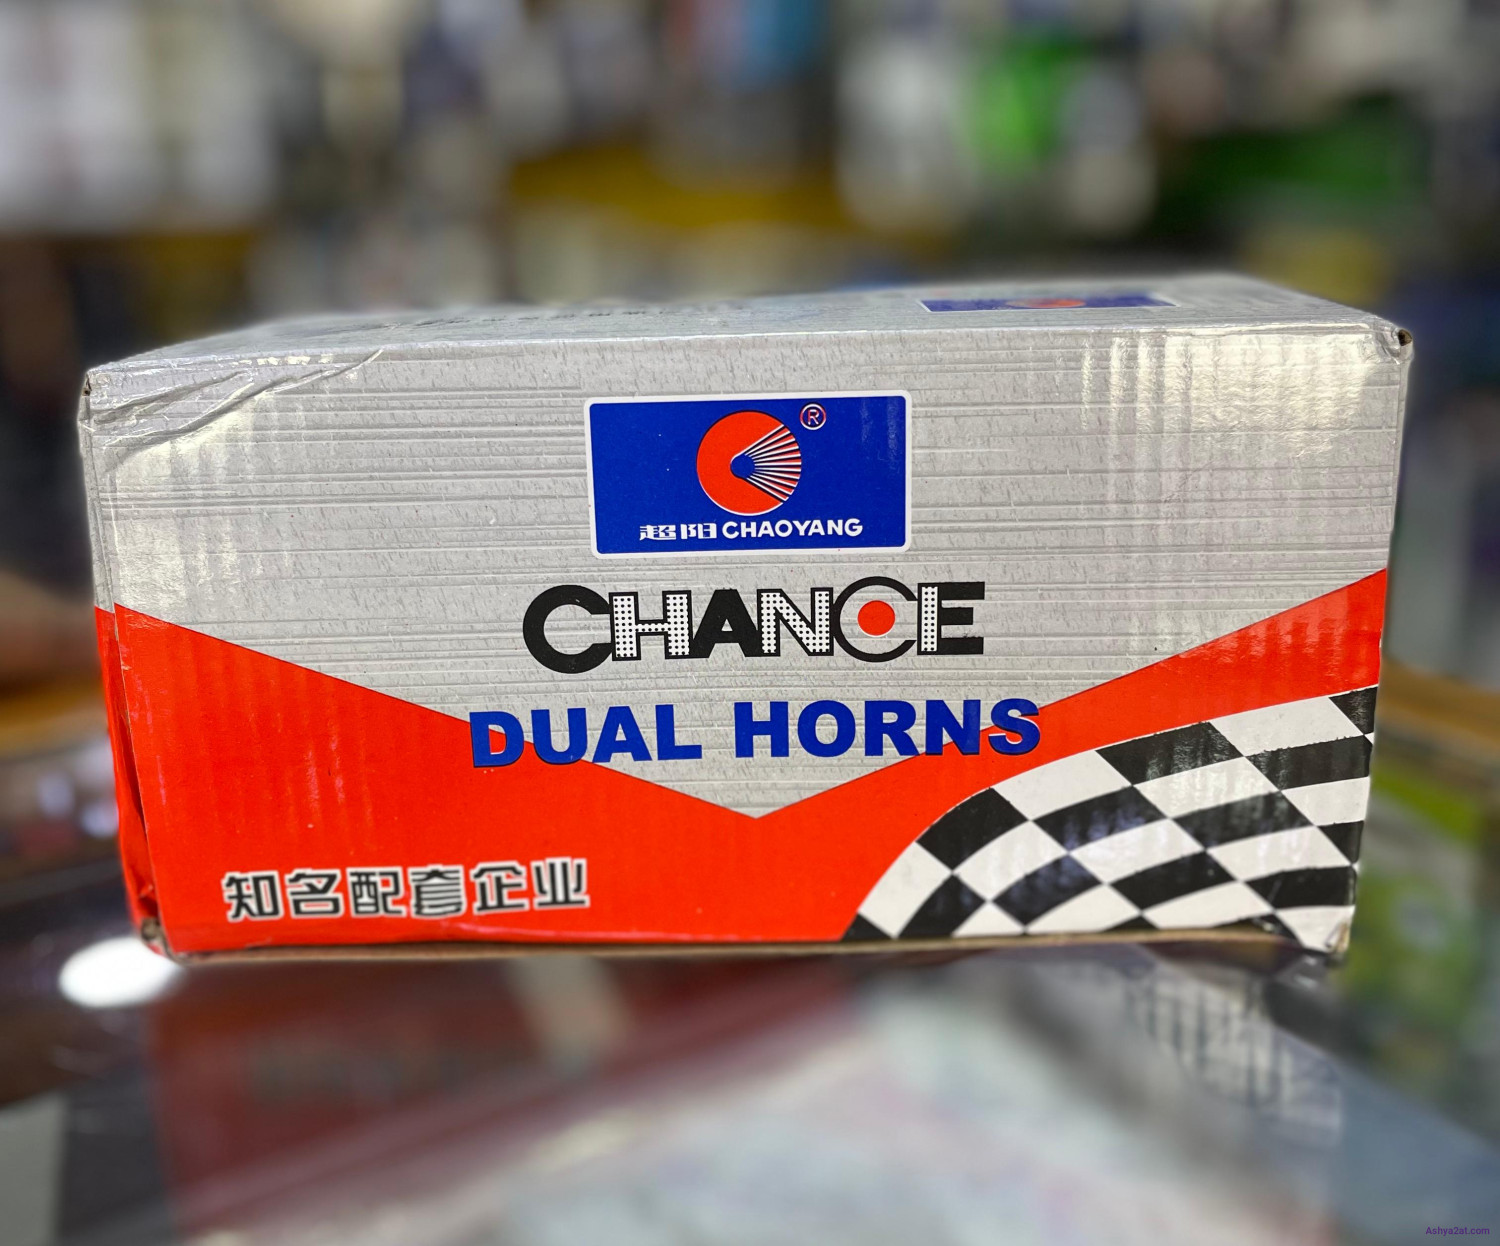 ®
超阳 CHAOYANG
CHANCE
DUAL HORNS
知名配套企业
Ashya2at.com